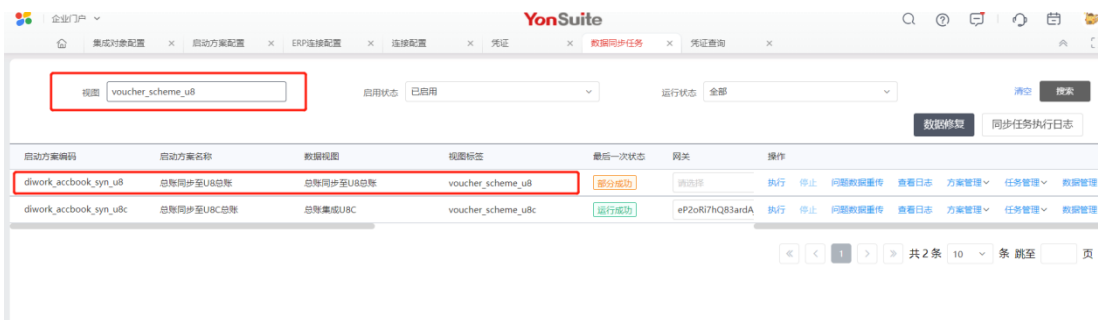 企业门户 YonSuite
集成对象配置 × 启动方案配置 × ERP连接配置 × 连接配置 × 凭证 × 数据同步任务 × 凭证查询 ×
视图 voucher_scheme_u8 启用状态 已启用 运行状态 全部 清空 搜索
数据修复 同步任务执行日志
启动方案编码 启动方案名称 数据视图 视图标签 最后一次状态 网关 操作
diwork_accbook_syn_u8 总账同步至U8总账 总账同步至U8总账 voucher_scheme_u8 部分成功 请选择 执行 停止 问题数据重传 查看日志 方案管理 任务管理 数据管理
diwork_accbook_syn_u8c 总账同步至U8C总账 总账集成U8C voucher_scheme_u8c 运行成功 eP2oRi7hQ83ardA 执行 停止 问题数据重传 查看日志 方案管理 任务管理 数据管理
1 共 2 条 10 条 跳至 页